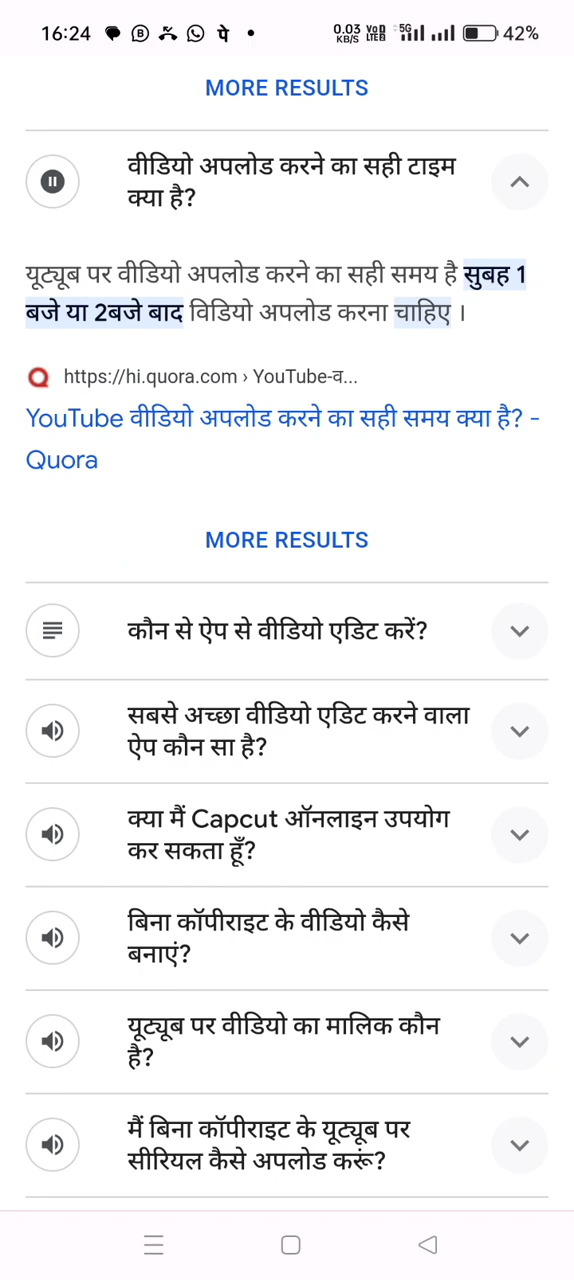 16:24 B पे • 0.03 KB/S Vo LTE 5G 42%
MORE RESULTS
वीडियो अपलोड करने का सही टाइम
क्या है?
यूट्यूब पर वीडियो अपलोड करने का सही समय है सुबह 1
बजे या 2बजे बाद विडियो अपलोड करना चाहिए ।
https://hi.quora.com › YouTube-व...
YouTube वीडियो अपलोड करने का सही समय क्या है? -
Quora
MORE RESULTS
कौन से ऐप से वीडियो एडिट करें?
सबसे अच्छा वीडियो एडिट करने वाला
ऐप कौन सा है?
क्या मैं Capcut ऑनलाइन उपयोग
कर सकता हूँ?
बिना कॉपीराइट के वीडियो कैसे
बनाएं?
यूट्यूब पर वीडियो का मालिक कौन
है?
मैं बिना कॉपीराइट के यूट्यूब पर
सीरियल कैसे अपलोड करूं?